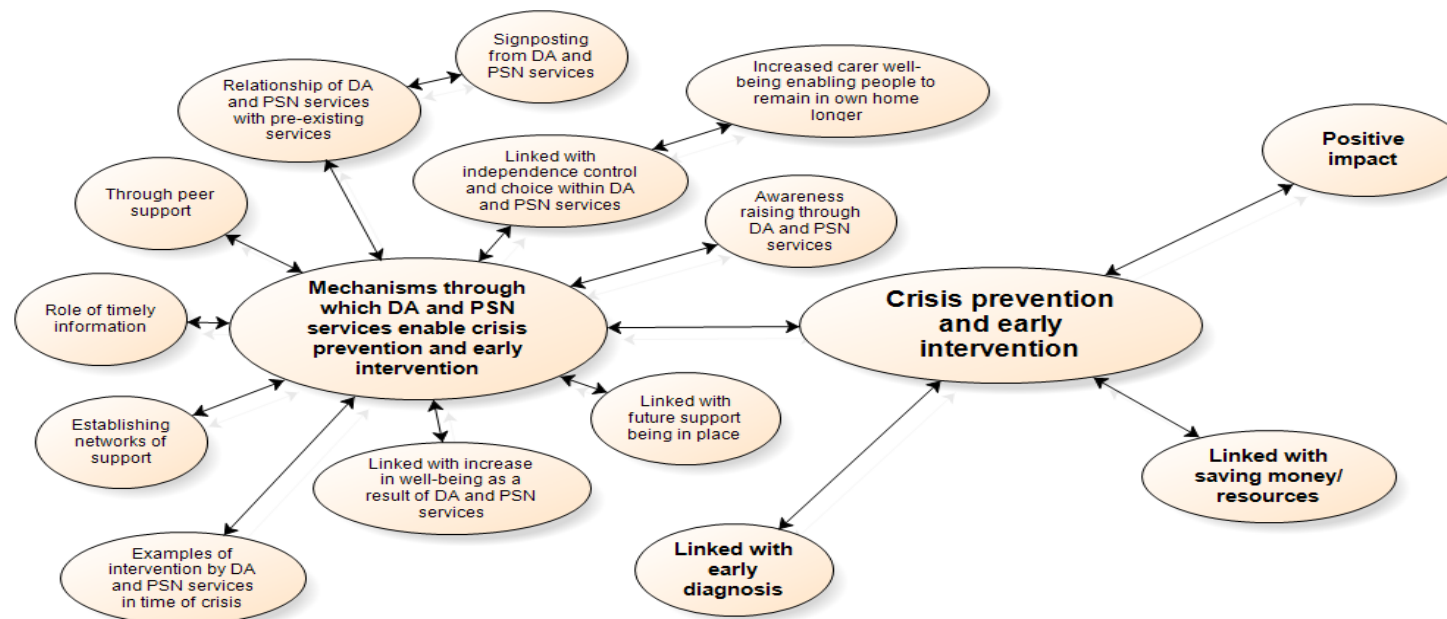 Signposting
from DA and
PSN services
Relationship of DA
and PSN services
with pre-existing
services
Increased carer well-
being enabling people to
remain in own home
longer
Positive
impact
Linked with
independence control
and choice within DA
and PSN services
Through peer
support
Awareness
raising through
DA and PSN
services
Mechanisms through
which DA and PSN
services enable crisis
prevention and early
intervention
Crisis prevention
and early
intervention
Role of timely
information
Establishing
networks of
support
Linked with
future support
being in place
Linked with increase
in well-being as a
result of DA and PSN
services
Linked with
saving money/
resources
Examples of
intervention by DA
and PSN services
in time of crisis
Linked with
early
diagnosis